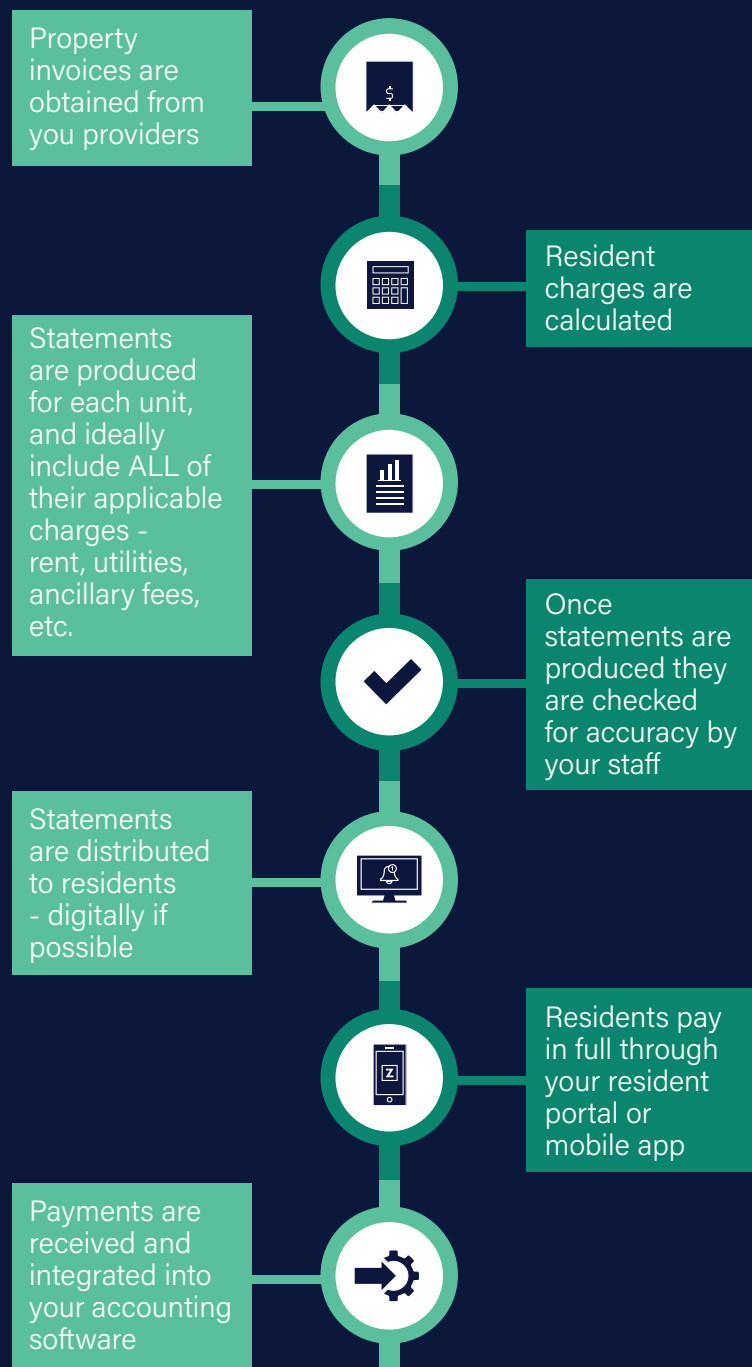 Property
invoices are
obtained from
you providers
$
Resident
charges are
calculated
Statements
are produced
for each unit,
and ideally
include ALL of
their applicable
charges -
rent, utilities,
ancillary fees,
etc.
Once
statements are
produced they
are checked
for accuracy by
your staff
Statements
are distributed
to residents
- digitally if
possible
Residents pay
in full through
your resident
portal or
mobile app
Z
Payments are
received and
integrated into
your accounting
software